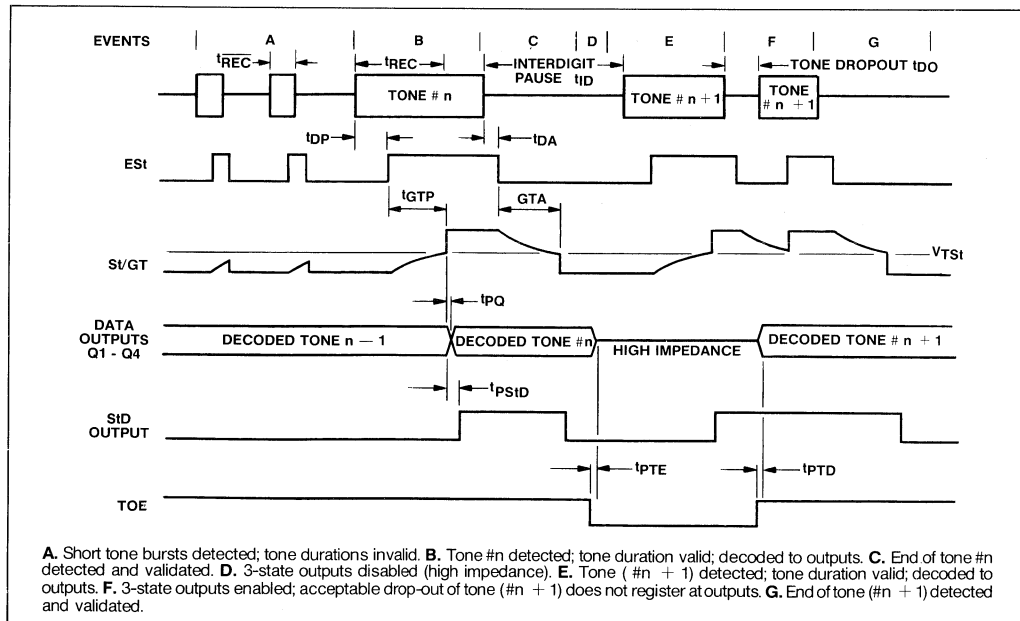 EVENTS A B C D E F G
tREC tREC INTERDIGIT PAUSE tID TONE DROPOUT tDO
TONE # n TONE # n + 1 TONE # n + 1
tDP tDA
ESt
tGTP GTA
St/GT VTSt
tPQ
DATA OUTPUTS Q1 - Q4 DECODED TONE n — 1 DECODED TONE #n HIGH IMPEDANCE DECODED TONE # n + 1
tPStD
StD OUTPUT
tPTE tPTD
TOE
A. Short tone bursts detected; tone durations invalid. B. Tone #n detected; tone duration valid; decoded to outputs. C. End of tone #n
detected and validated. D. 3-state outputs disabled (high impedance). E. Tone ( #n + 1) detected; tone duration valid; decoded to
outputs. F. 3-state outputs enabled; acceptable drop-out of tone (#n + 1) does not register at outputs. G. End of tone (#n + 1) detected
and validated.